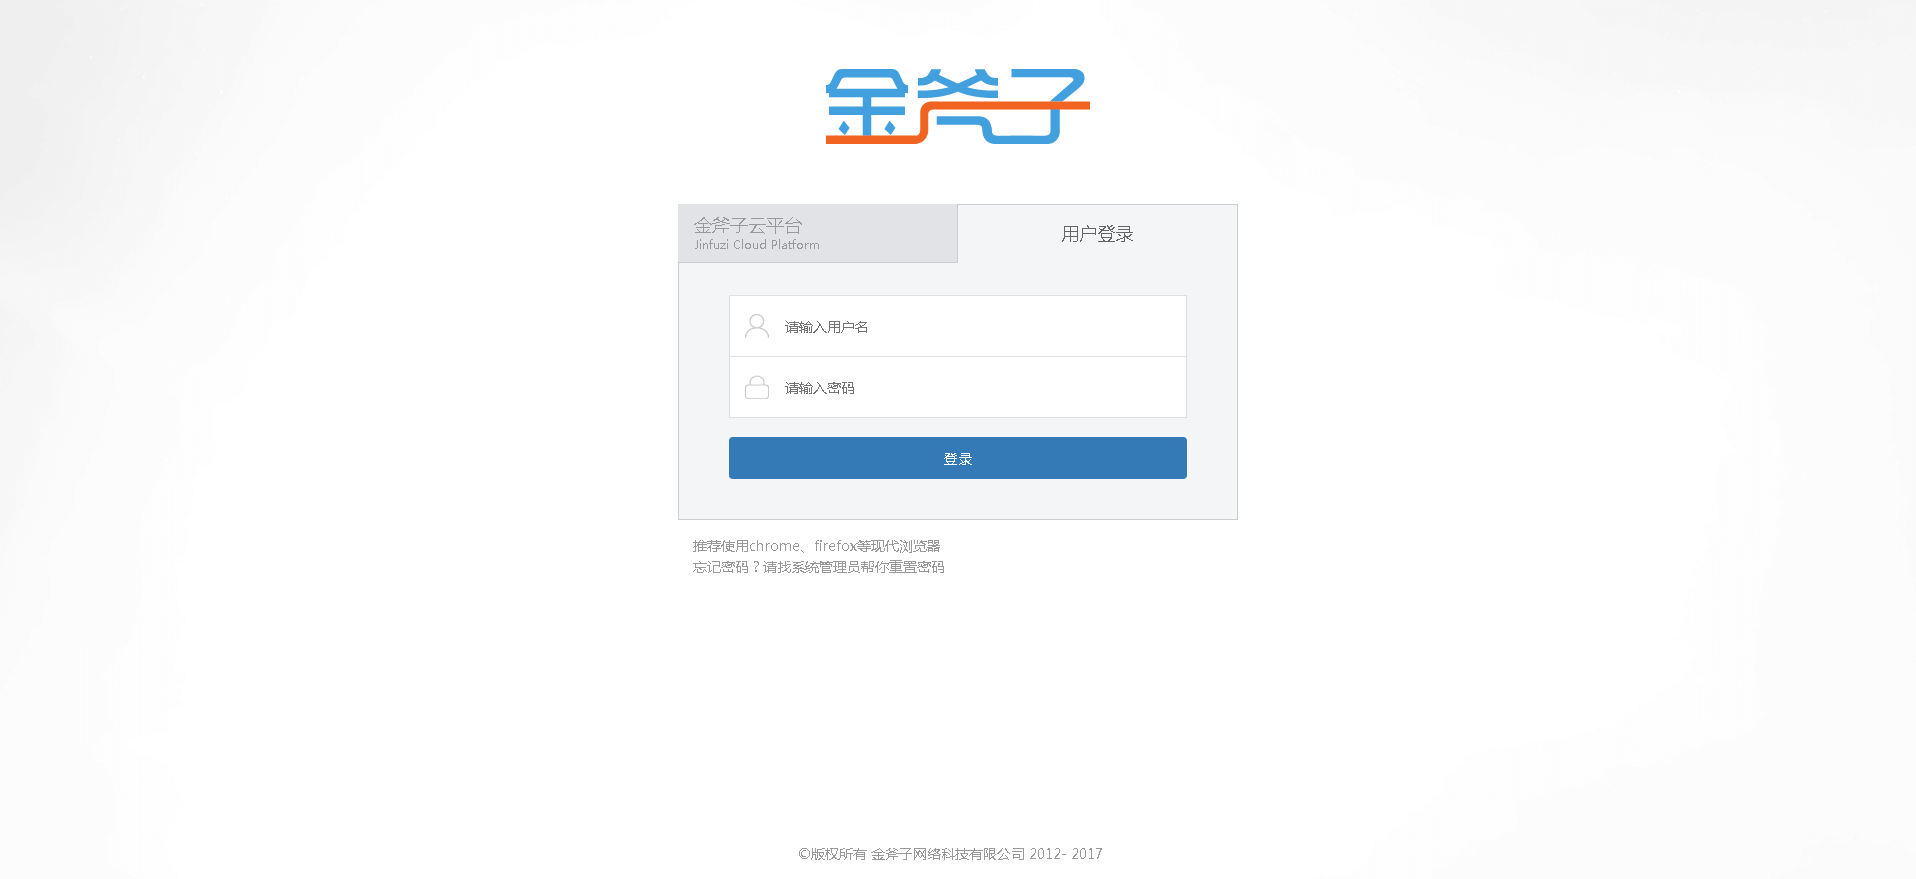 金斧子
金斧子云平台
Jinfuzi Cloud Platform
用户登录
请输入用户名
请输入密码
登录
推荐使用chrome、firefox等现代浏览器
忘记密码？请找系统管理员帮你重置密码
©版权所有 金斧子网络科技有限公司 2012- 2017